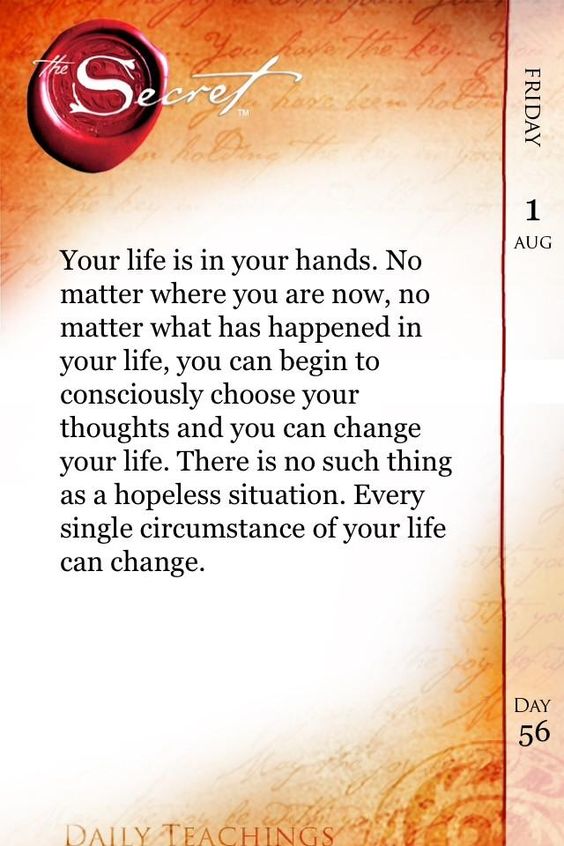 the Secret™
FRIDAY
1
AUG
Your life is in your hands. No
matter where you are now, no
matter what has happened in
your life, you can begin to
consciously choose your
thoughts and you can change
your life. There is no such thing
as a hopeless situation. Every
single circumstance of your life
can change.
DAY
56
DAILY TEACHINGS